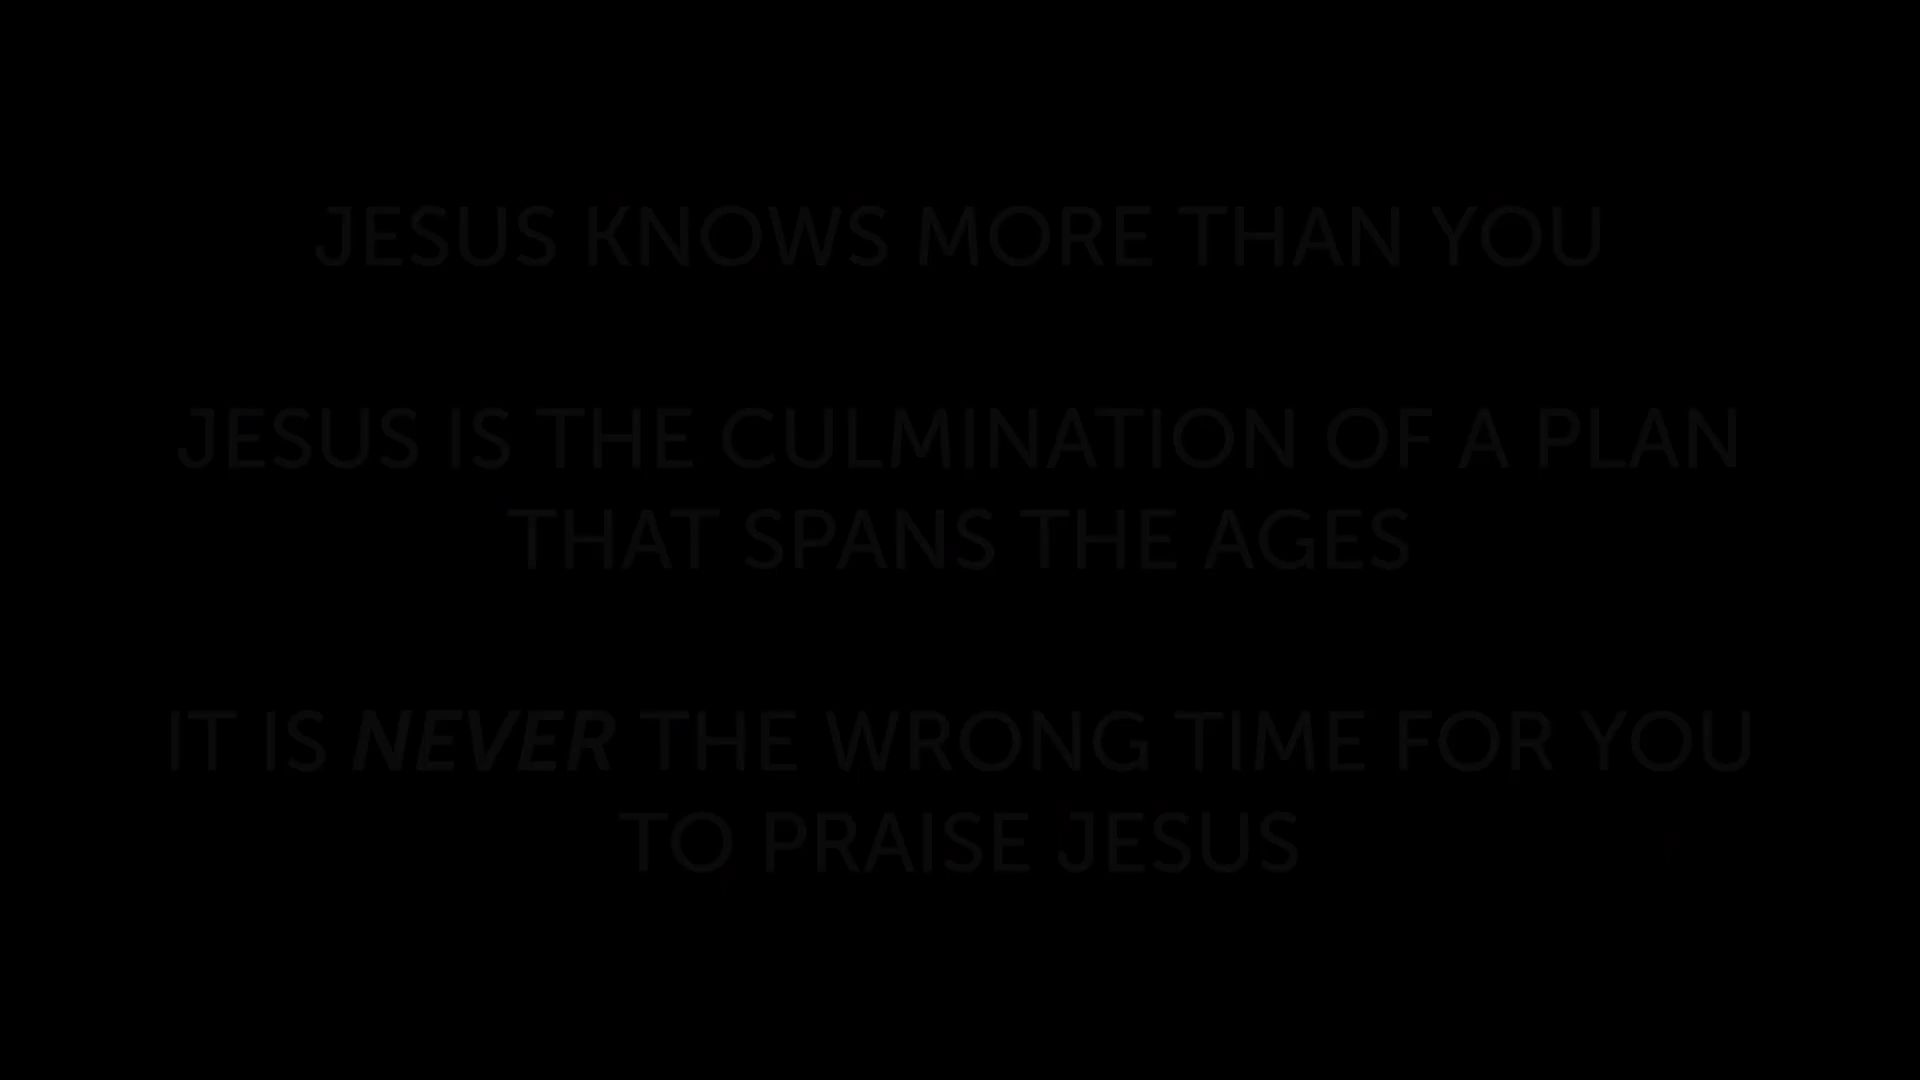 JESUS KNOWS MORE THAN YOU
JESUS IS THE CULMINATION OF A PLAN
THAT SPANS THE AGES
IT IS NEVER THE WRONG TIME FOR YOU
TO PRAISE JESUS